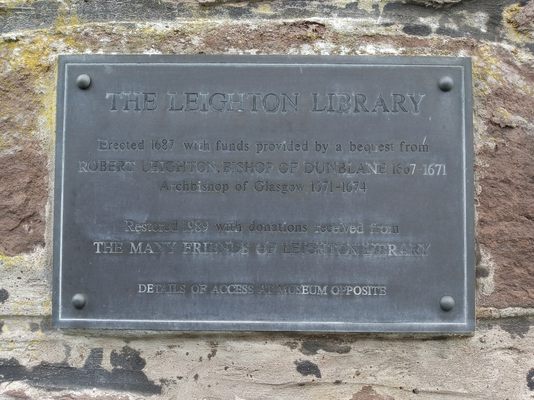 THE LEIGHTON LIBRARY
Erected 1687 with funds provided by a bequest from
ROBERT LEIGHTON, BISHOP OF DUNBLANE 1667-1671
Archbishop of Glasgow 1671-1674
Restored 1989 with donations received from
THE MANY FRIENDS OF LEIGHTON LIBRARY
DETAILS OF ACCESS AT MUSEUM OPPOSITE